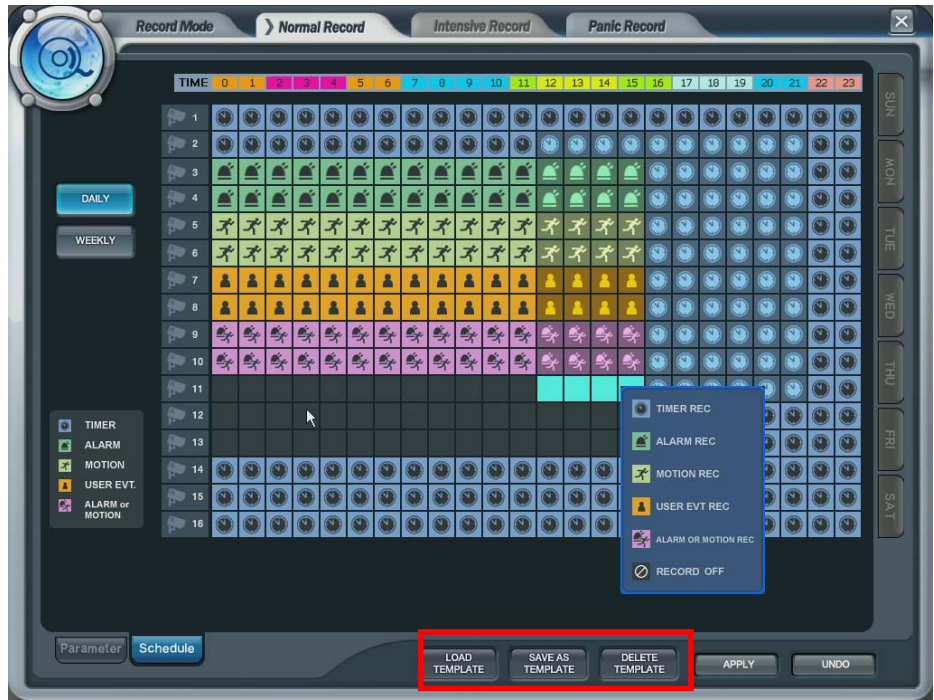 Record Mode Normal Record Intensive Record Panic Record
TIME 0 1 2 3 4 5 6 7 8 9 10 11 12 13 14 15 16 17 18 19 20 21 22 23
1
2
3
4
5
6
7
8
9
10
11
12
13
14
15
16
DAILY
WEEKLY
TIMER
ALARM
MOTION
USER EVT.
ALARM or
MOTION
TIMER REC
ALARM REC
MOTION REC
USER EVT REC
ALARM OR MOTION REC
RECORD OFF
SUN
MON
TUE
WED
THU
FRI
SAT
Parameter Schedule
LOAD
TEMPLATE
SAVE AS
TEMPLATE
DELETE
TEMPLATE
APPLY
UNDO